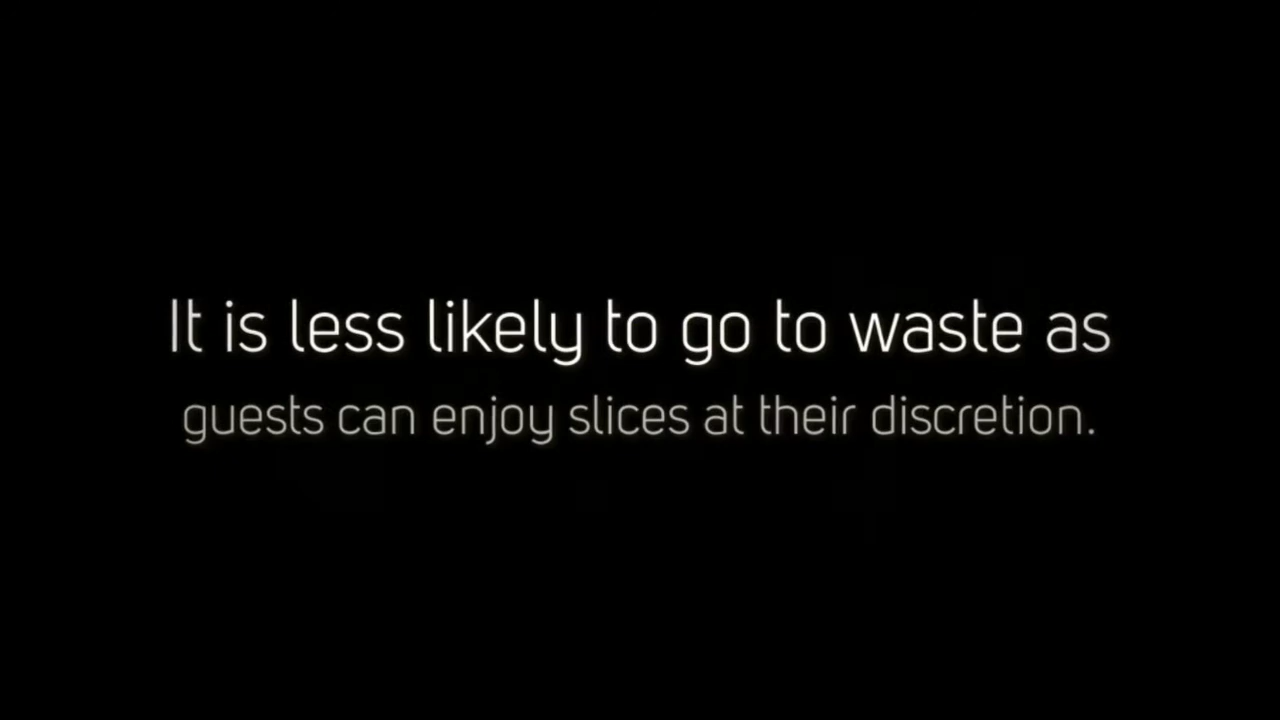 It is less likely to go to waste as
guests can enjoy slices at their discretion.